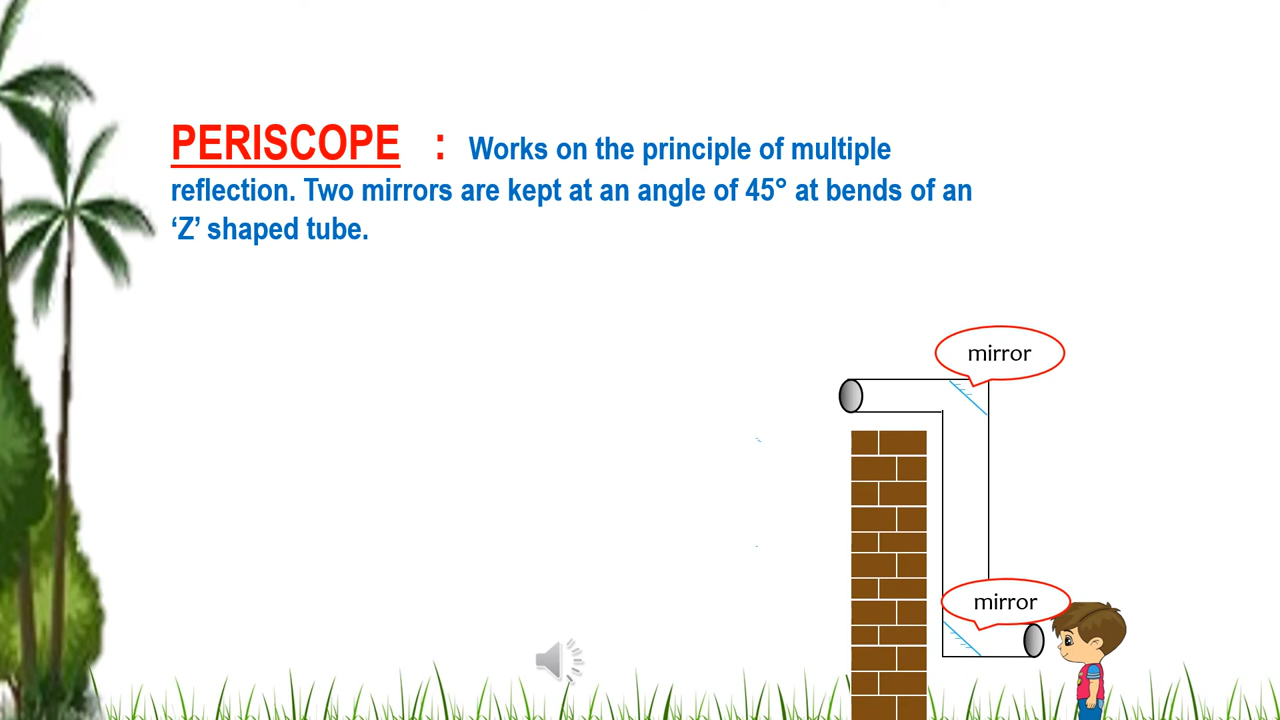 PERISCOPE : Works on the principle of multiple
reflection. Two mirrors are kept at an angle of 45° at bends of an
‘Z’ shaped tube.
mirror
mirror